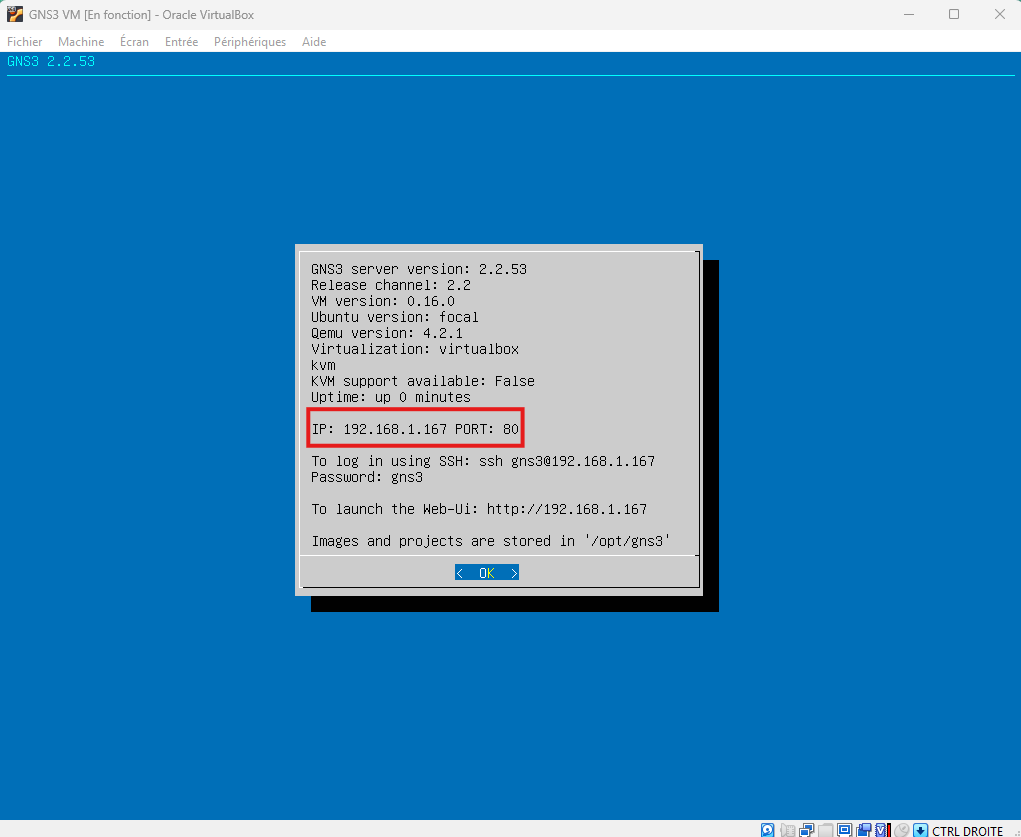 GNS3 VM [En fonction] - Oracle VirtualBox
Fichier Machine Écran Entrée Périphériques Aide
GNS3 2.2.53
GNS3 server version: 2.2.53
Release channel: 2.2
VM version: 0.16.0
Ubuntu version: focal
Qemu version: 4.2.1
Virtualization: virtualbox
kvm
KVM support available: False
Uptime: up 0 minutes
IP: 192.168.1.167 PORT: 80
To log in using SSH: ssh gns3@192.168.1.167
Password: gns3
To launch the Web-Ui: http://192.168.1.167
Images and projects are stored in '/opt/gns3'
< OK >
CTRL DROITE